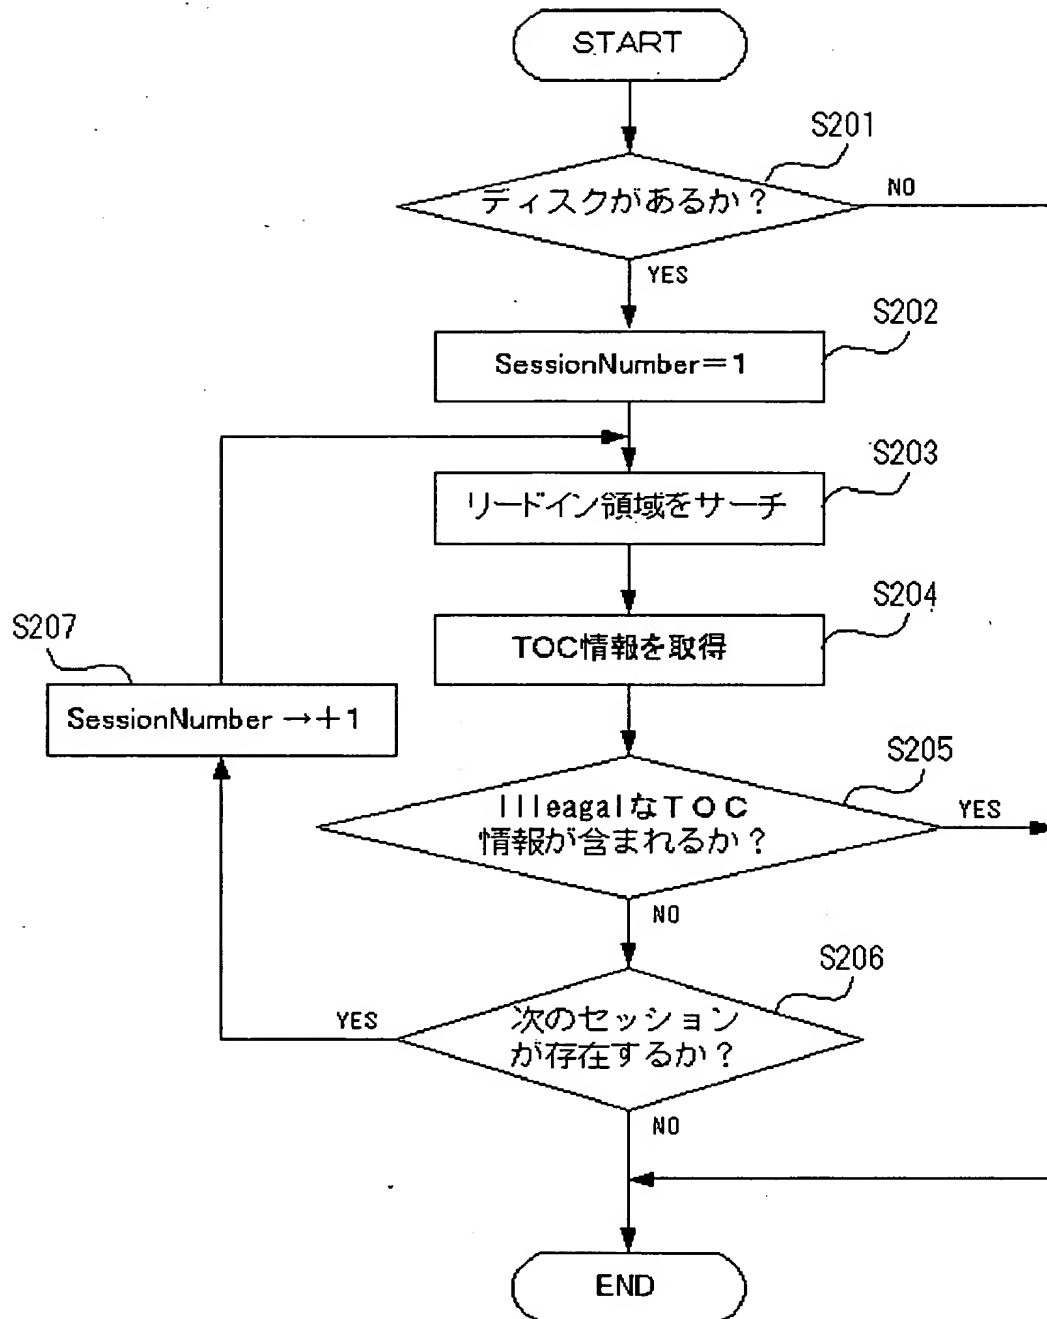 START
S201
ディスクがあるか？
NO
YES
S202
SessionNumber＝1
S203
リードイン領域をサーチ
S204
TOC情報を取得
S207
SessionNumber →＋1
S205
IlleagalなＴＯＣ
情報が含まれるか？
YES
NO
S206
次のセッション
が存在するか？
YES
NO
END